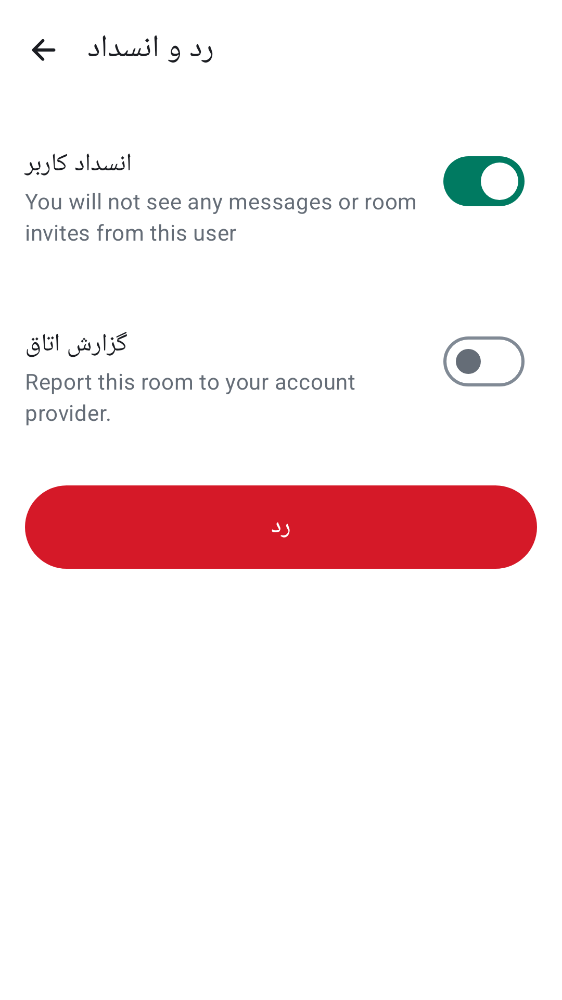 رد و انسداد
انسداد کاربر
You will not see any messages or room
invites from this user
گزارش اتاق
Report this room to your account
provider.
رد